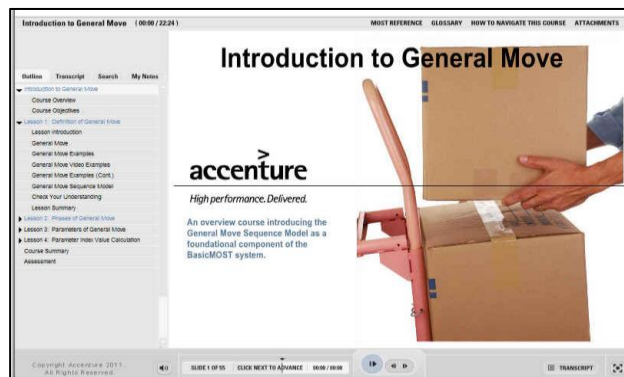 Introduction to General Move (00:00 / 22:24)
MOST REFERENCE GLOSSARY HOW TO NAVIGATE THIS COURSE ATTACHMENTS
Outline Transcript Search My Notes
Introduction to General Move
Course Overview
Course Objectives
Lesson 1: Definition of General Move
Lesson Introduction
General Move
General Move Examples
General Move Video Examples
General Move Examples (Cont.)
General Move Sequence Model
Check Your Understanding
Lesson Summary
Lesson 2: Phases of General Move
Lesson 3: Parameters of General Move
Lesson 4: Parameter Index Value Calculation
Course Summary
Assessment
Introduction to General Move
accenture
High performance. Delivered.
An overview course introducing the
General Move Sequence Model as a
foundational component of the
BasicMOST system.
Copyright Accenture 2011.
All Rights Reserved.
SLIDE 1 OF 55 CLICK NEXT TO ADVANCE 00:00 / 00:00
TRANSCRIPT